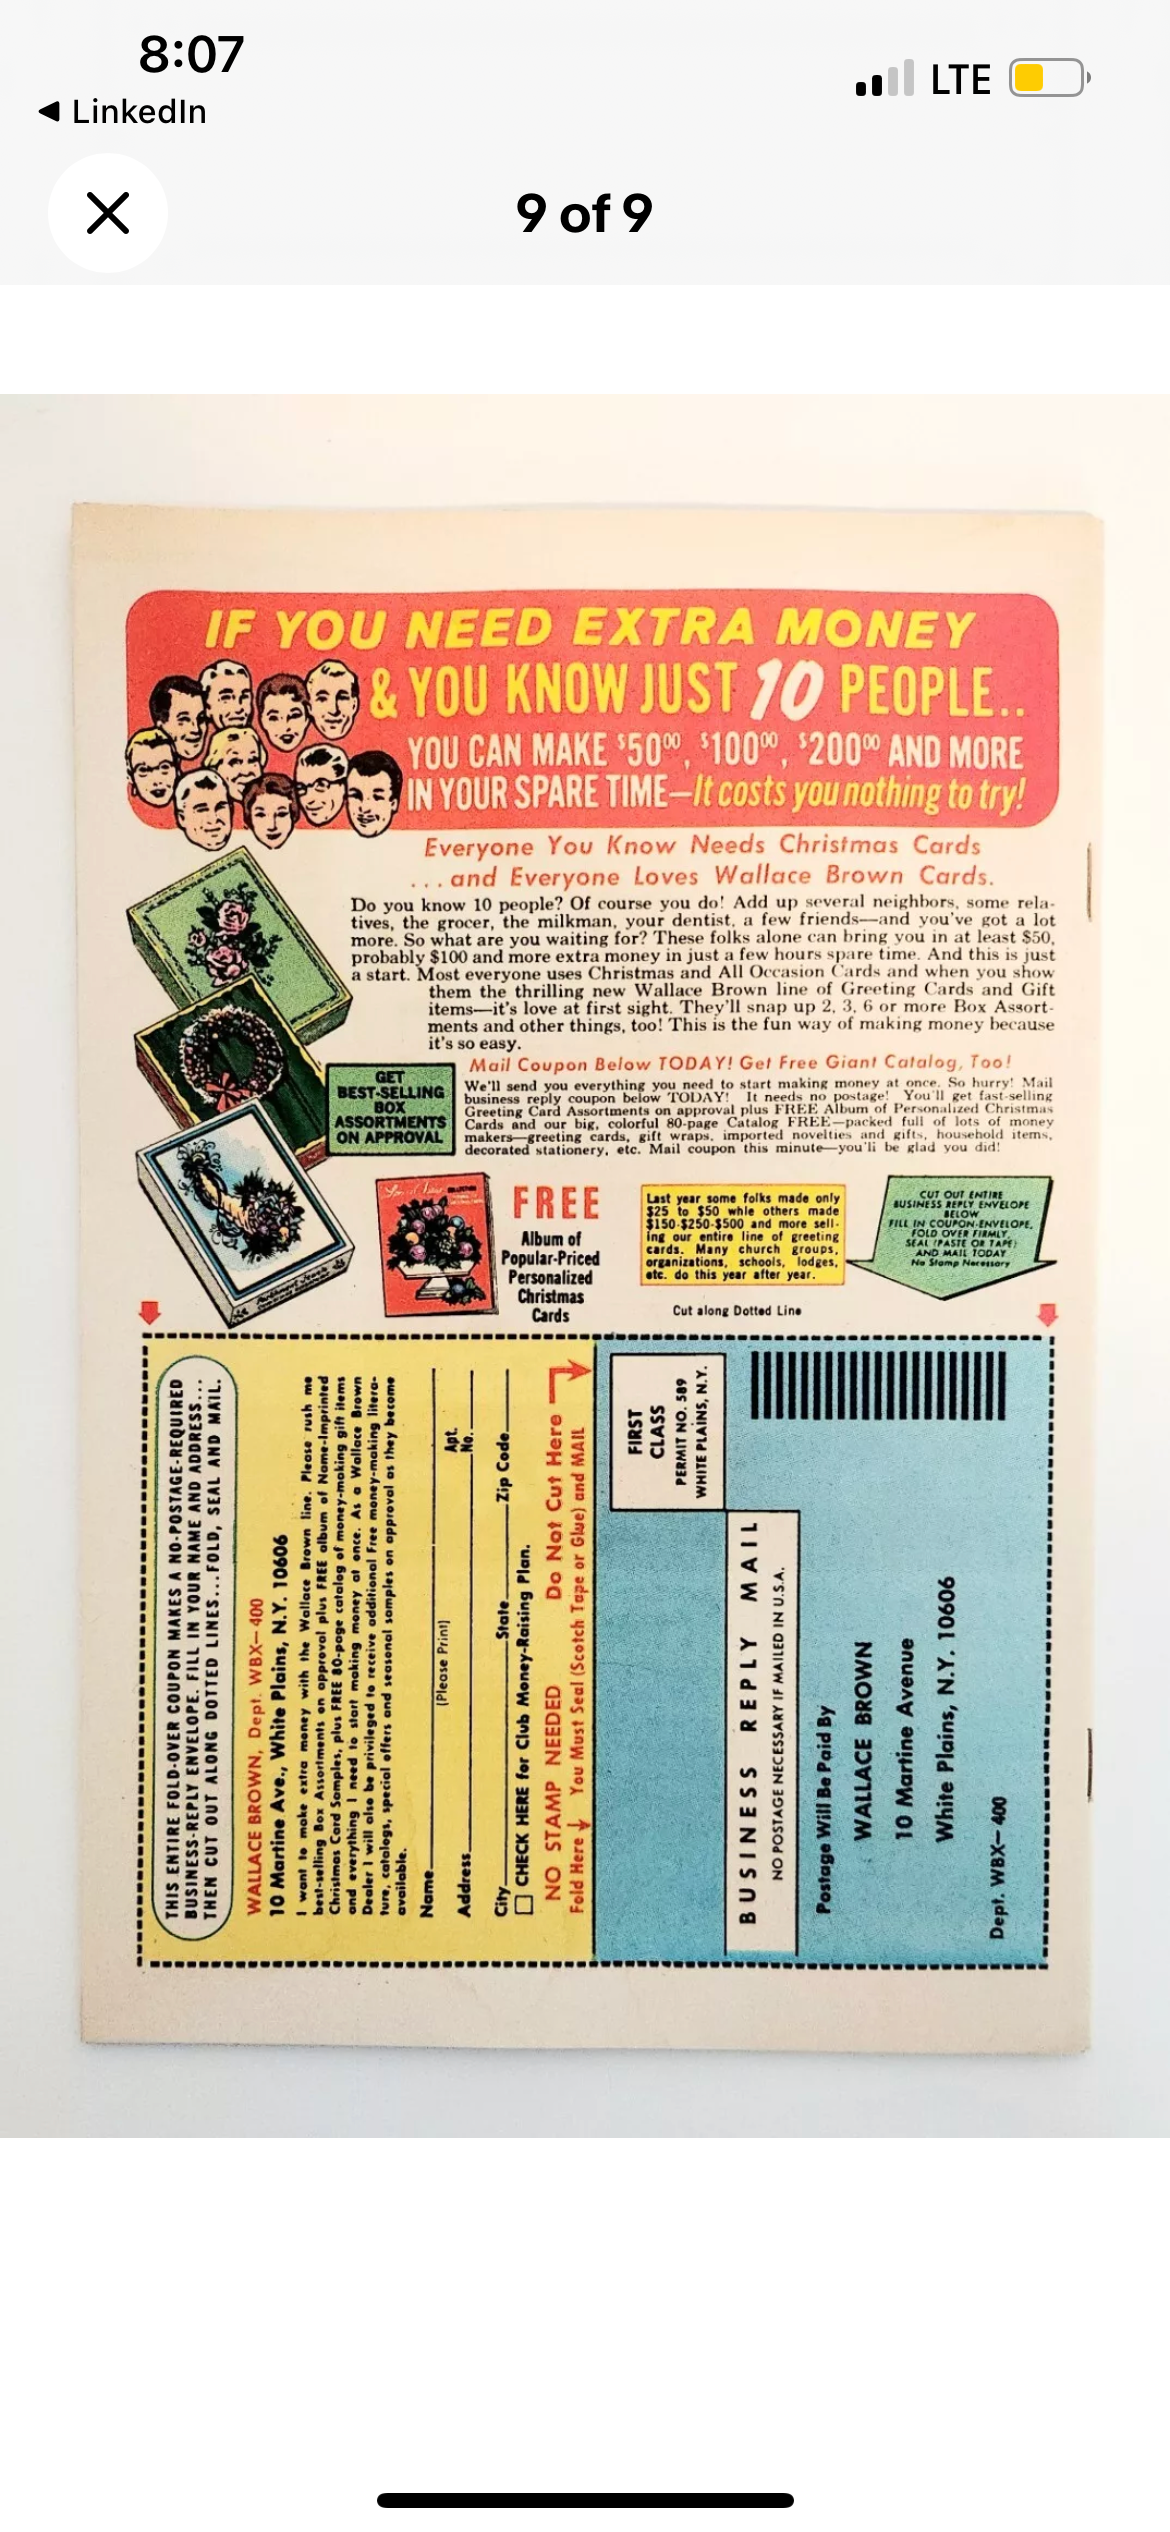 8:07
LTE
◀ LinkedIn
9 of 9
IF YOU NEED EXTRA MONEY
& YOU KNOW JUST 10 PEOPLE..
YOU CAN MAKE $50⁰⁰, $100⁰⁰, $200⁰⁰ AND MORE
IN YOUR SPARE TIME—It costs you nothing to try!
Everyone You Know Needs Christmas Cards
...and Everyone Loves Wallace Brown Cards.
Do you know 10 people? Of course you do! Add up several neighbors, some rela-
tives, the grocer, the milkman, your dentist, a few friends—and you've got a lot
more. So what are you waiting for? These folks alone can bring you in at least $50,
probably $100 and more extra money in just a few hours spare time. And this is just
a start. Most everyone uses Christmas and All Occasion Cards and when you show
them the thrilling new Wallace Brown line of Greeting Cards and Gift
items—it's love at first sight. They'll snap up 2, 3, 6 or more Box Assort-
ments and other things, too! This is the fun way of making money because
it's so easy.
Mail Coupon Below TODAY! Get Free Giant Catalog, Too!
We'll send you everything you need to start making money at once. So hurry! Mail
business reply coupon below TODAY! It needs no postage! You'll get fast-selling
Greeting Card Assortments on approval plus FREE Album of Personalized Christmas
Cards and our big, colorful 80-page Catalog FREE—packed full of lots of money
makers—greeting cards, gift wraps, imported novelties and gifts, household items,
decorated stationery, etc. Mail coupon this minute—you'll be glad you did!
GET
BEST-SELLING
BOX
ASSORTMENTS
ON APPROVAL
FREE
Album of
Popular-Priced
Personalized
Christmas
Cards
Last year some folks made only
$25 to $50 whle others made
$150-$250-$500 and more sell-
ing our entire line of greeting
cards. Many church groups,
organizations, schools, lodges,
etc. do this year after year.
CUT OUT ENTIRE
BUSINESS REPLY ENVELOPE
BELOW
FILL IN COUPON-ENVELOPE,
FOLD OVER FIRMLY,
SEAL (PASTE OR TAPE)
AND MAIL TODAY
No Stamp Necessary
Cut along Dotted Line
THIS ENTIRE FOLD-OVER COUPON MAKES A NO-POSTAGE-REQUIRED
BUSINESS-REPLY ENVELOPE. FILL IN YOUR NAME AND ADDRESS...
THEN CUT OUT ALONG DOTTED LINES...FOLD, SEAL AND MAIL.
WALLACE BROWN, Dept. WBX—400
10 Martine Ave., White Plains, N.Y. 10606
I want to make extra money with the Wallace Brown line. Please rush me
best-selling Box Assortments on approval plus FREE album of Name-Imprinted
Christmas Card Samples, plus FREE 80-page catalog of money-making gift items
and everything I need to start making money at once. As a Wallace Brown
Dealer I will also be privileged to receive additional Free money-making litera-
ture, catalogs, special offers and seasonal samples on approval as they become
available.
Name
(Please Print)
Address
Apt.
No.
City State Zip Code
CHECK HERE for Club Money-Raising Plan.
NO STAMP NEEDED Do Not Cut Here
Fold Here You Must Seal (Scotch Tape or Glue) and MAIL
FIRST
CLASS
PERMIT NO. 589
WHITE PLAINS, N.Y.
BUSINESS REPLY MAIL
NO POSTAGE NECESSARY IF MAILED IN U.S.A.
Postage Will Be Paid By
WALLACE BROWN
10 Martine Avenue
White Plains, N.Y. 10606
Dept. WBX—400